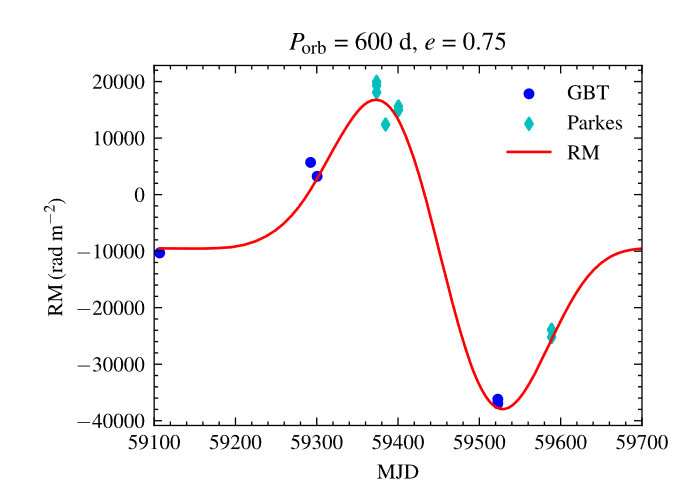 P_orb = 600 d, e = 0.75
20000
10000
0
−10000
−20000
−30000
−40000
RM (rad m⁻²)
GBT
Parkes
RM
59100 59200 59300 59400 59500 59600 59700
MJD